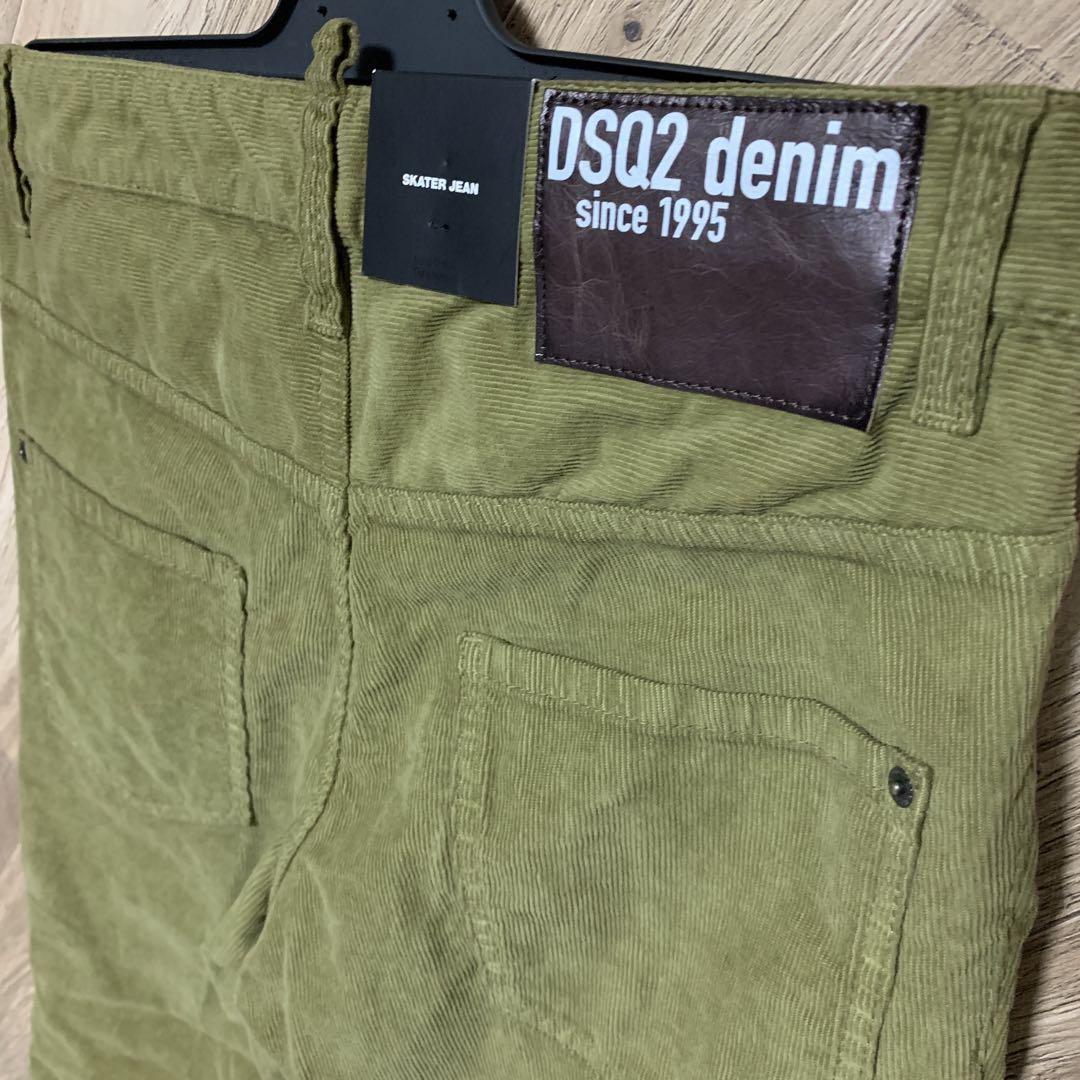 SKATER JEAN
DSQ2 denim
since 1995